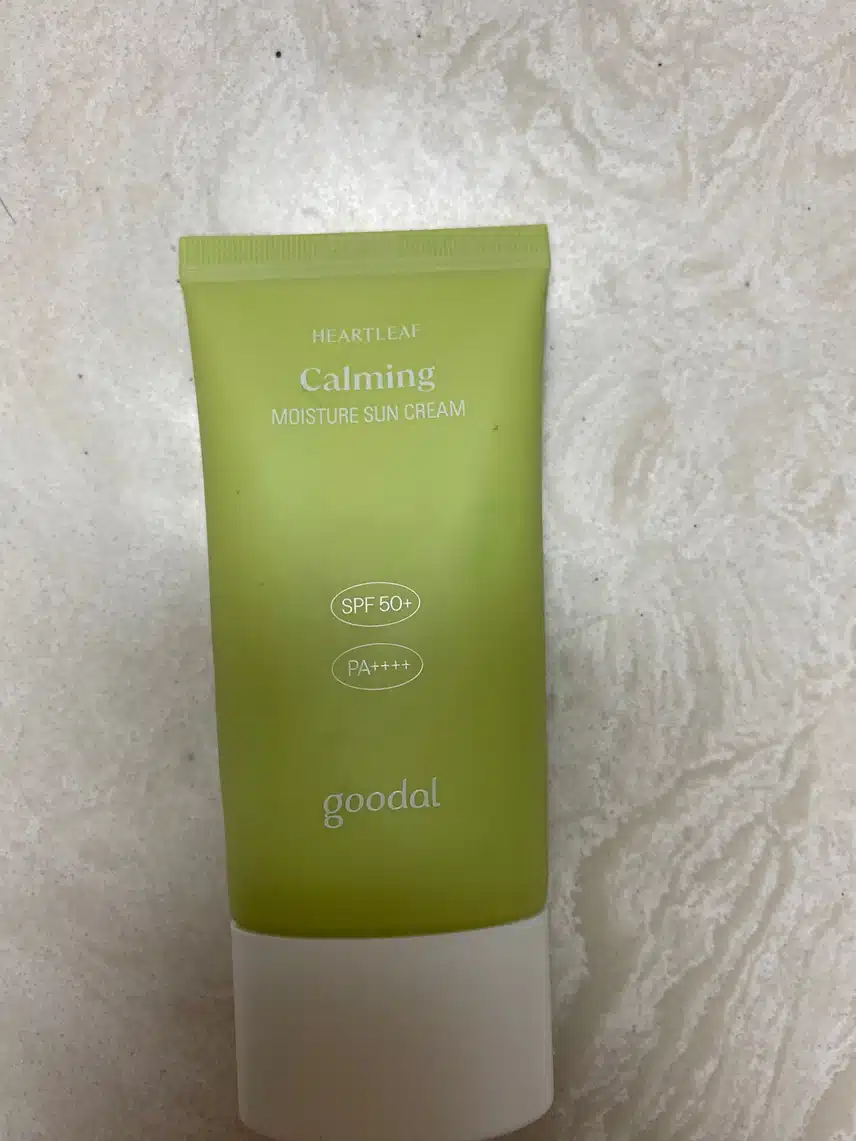 HEARTLEAF
Calming
MOISTURE SUN CREAM
SPF 50+
PA++++
goodal